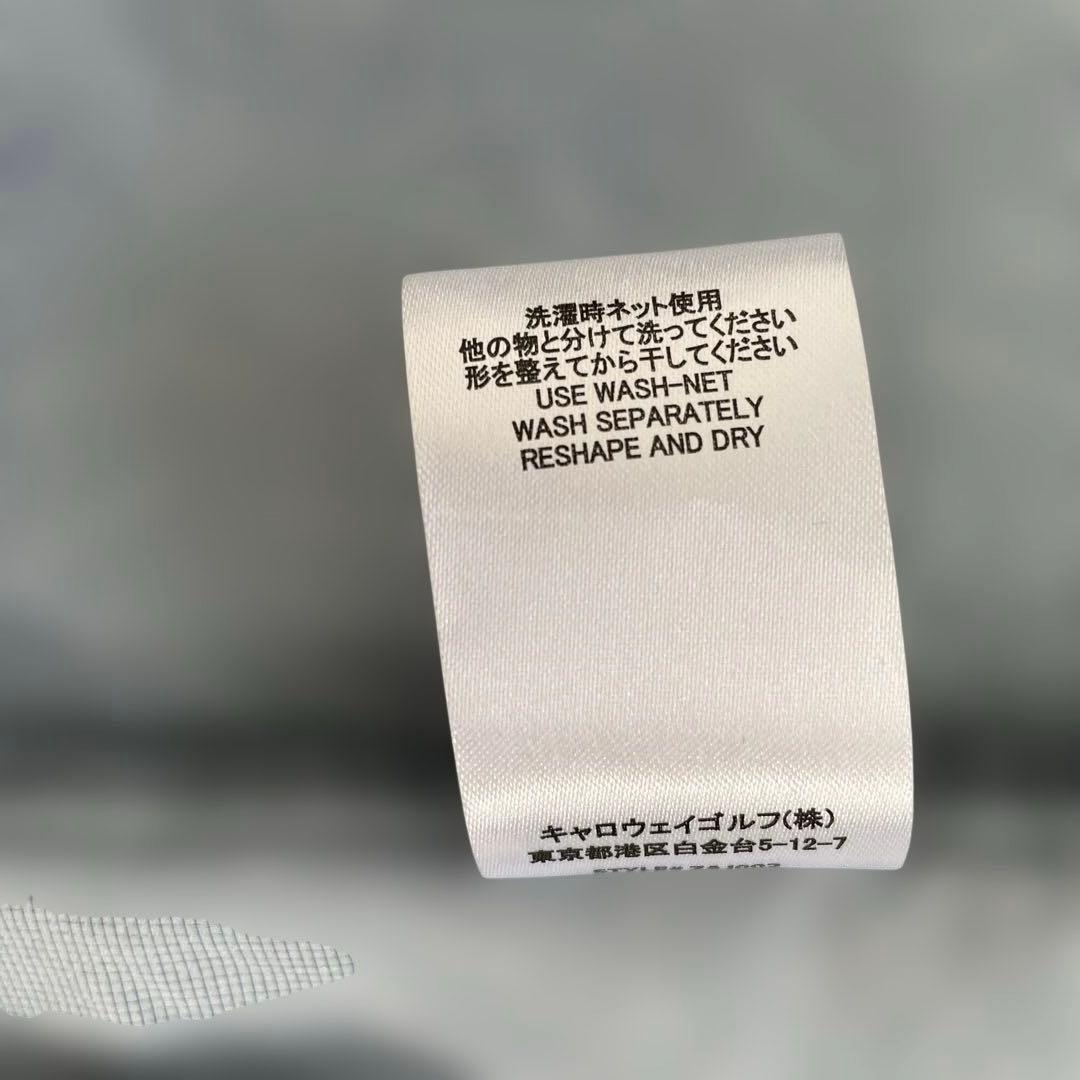 洗濯時ネット使用
他の物と分けて洗ってください
形を整えてから干してください
USE WASH-NET
WASH SEPARATELY
RESHAPE AND DRY
キャロウェイゴルフ(株)
東京都港区白金台5-12-7